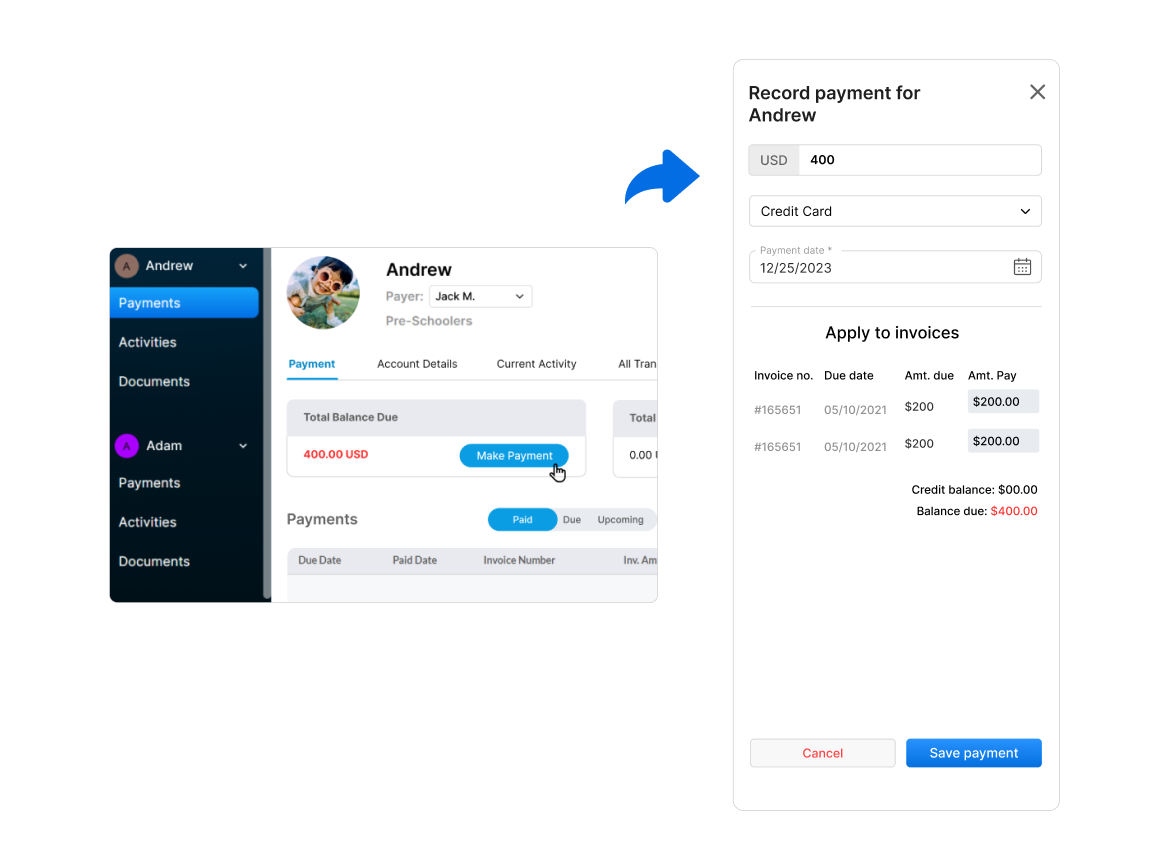 A Andrew
Payments
Activities
Documents
A Adam
Payments
Activities
Documents
Andrew
Payer: Jack M.
Pre-Schoolers
Payment Account Details Current Activity All Tran
Total Balance Due
400.00 USD Make Payment
Total
0.00
Payments Paid Due Upcoming
Due Date Paid Date Invoice Number Inv. Am
Record payment for
Andrew
USD 400
Credit Card
Payment date *
12/25/2023
Apply to invoices
Invoice no. Due date Amt. due Amt. Pay
#165651 05/10/2021 $200 $200.00
#165651 05/10/2021 $200 $200.00
Credit balance: $00.00
Balance due: $400.00
Cancel Save payment